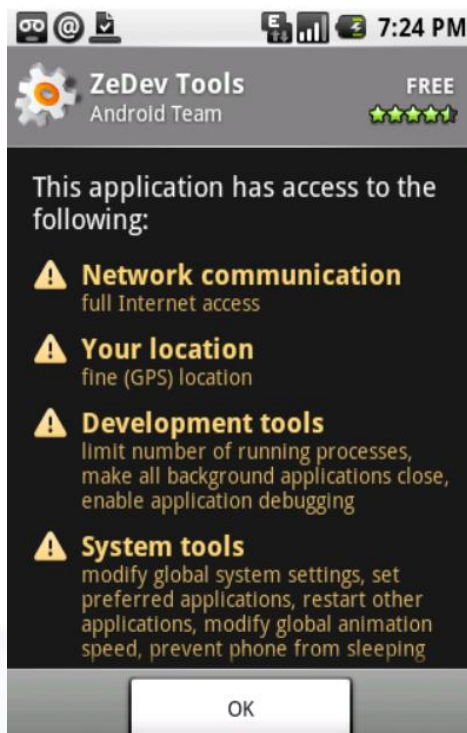 7:24 PM
ZeDev Tools
FREE
Android Team
This application has access to the
following:
Network communication
full Internet access
Your location
fine (GPS) location
Development tools
limit number of running processes,
make all background applications close,
enable application debugging
System tools
modify global system settings, set
preferred applications, restart other
applications, modify global animation
speed, prevent phone from sleeping
OK